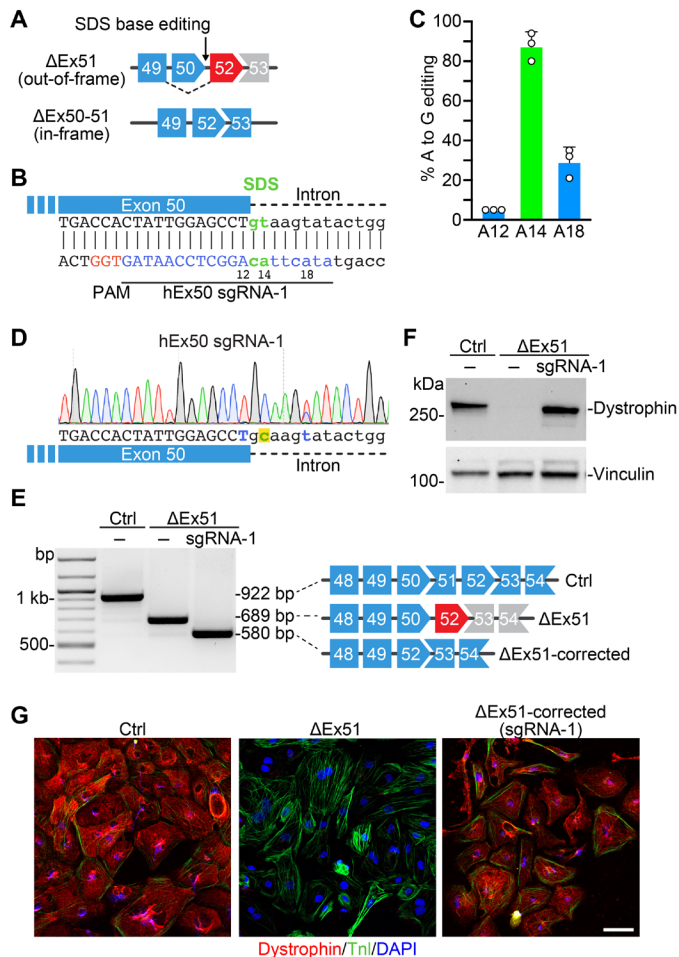 A
SDS base editing
ΔEx51
(out-of-frame)
49 50 52 53
ΔEx50-51
(in-frame)
49 52 53
B
SDS
Exon 50
Intron
TGACCACTATTGGAGCCTgtaagtatactgg
ACTGGTGATAACCTCGGAcattcatatgacc
12 14 18
PAM hEx50 sgRNA-1
C
% A to G editing
100
80
60
40
20
0
A12 A14 A18
D
hEx50 sgRNA-1
TGACCACTATTGGAGCCTgcaagtatactgg
Exon 50
Intron
E
Ctrl ΔEx51
– – sgRNA-1
bp
1 kb-
500-
-922 bp
-689 bp
-580 bp
48 49 50 51 52 53 54 Ctrl
48 49 50 52 53 54 ΔEx51
48 49 52 53 54 ΔEx51-corrected
F
Ctrl ΔEx51
– – sgRNA-1
kDa
250-
-Dystrophin
100-
-Vinculin
G
Ctrl
ΔEx51
ΔEx51-corrected
(sgRNA-1)
Dystrophin/TnI/DAPI